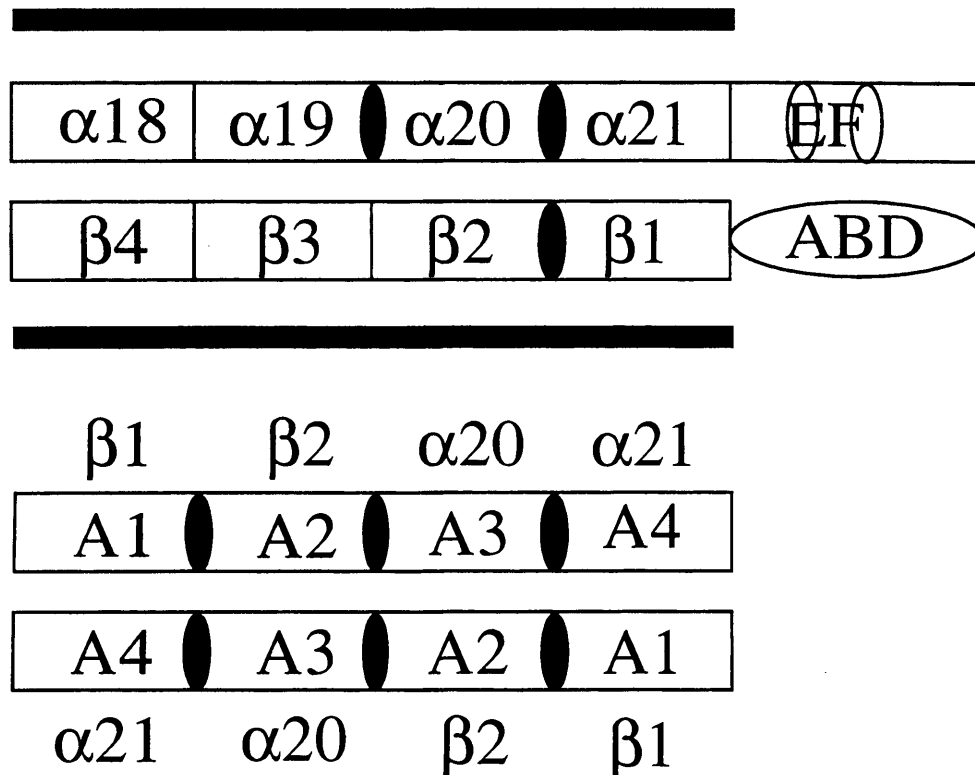 α18 α19 α20 α21 EF
β4 β3 β2 β1 ABD
β1 β2 α20 α21
A1 A2 A3 A4
A4 A3 A2 A1
α21 α20 β2 β1